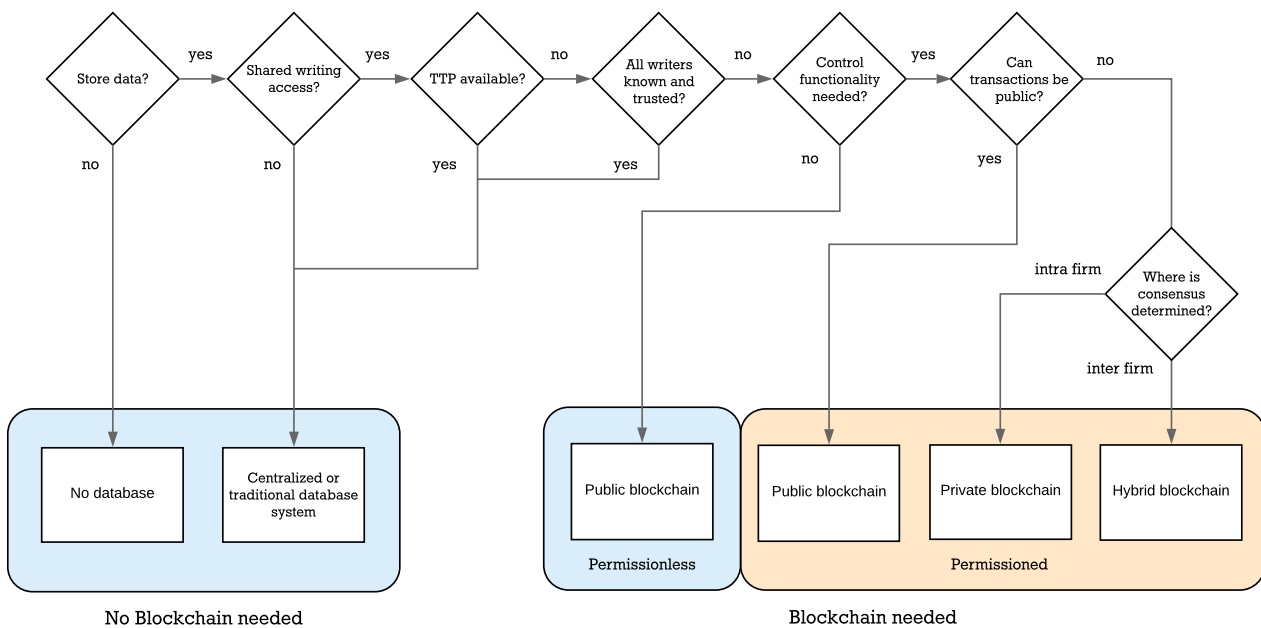 Store data?
yes
Shared writing
access?
yes
TTP available?
no
All writers
known and
trusted?
no
Control
functionality
needed?
yes
Can
transactions be
public?
no
no
no
yes
yes
no
yes
intra firm
Where is
consensus
determined?
inter firm
No database
Centralized or
traditional database
system
Public blockchain
Public blockchain
Private blockchain
Hybrid blockchain
Permissionless
Permissioned
No Blockchain needed
Blockchain needed